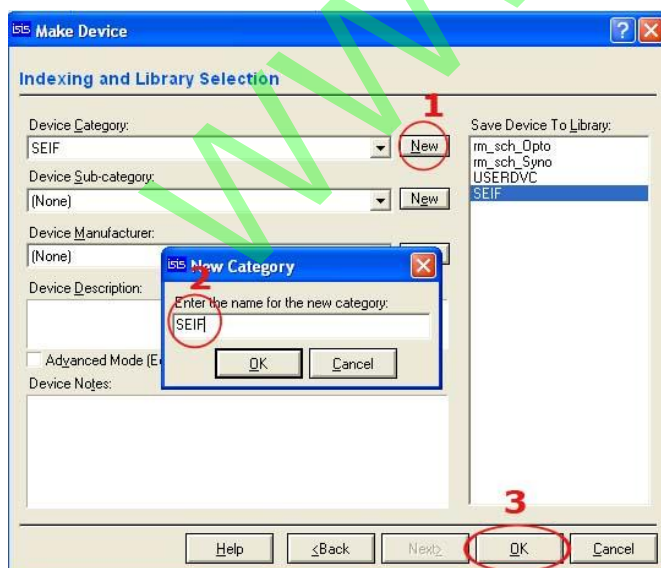 isis Make Device
Indexing and Library Selection
1
Device Category:
SEIF
New
Save Device To Library:
rm_sch_Opto
rm_sch_Syno
USERDVC
SEIF
Device Sub-category:
(None)
New
Device Manufacturer:
(None)
isis New Category
2
Enter the name for the new category:
SEIF
OK
Cancel
Device Description:
Advanced Mode (E
Device Notes:
3
Help
<Back
Next>
OK
Cancel